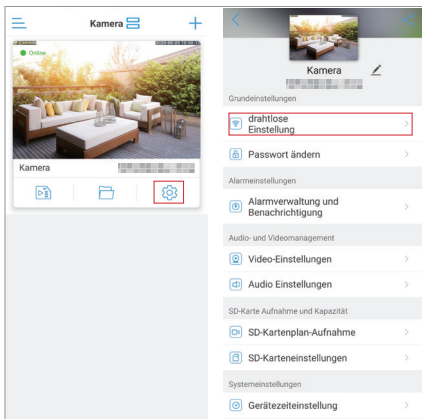 Kamera
Online
Kamera
Kamera
Grundeinstellungen
drahtlose
Einstellung
Passwort ändern
Alarmeinstellungen
Alarmverwaltung und
Benachrichtigung
Audio- und Videomanagement
Video-Einstellungen
Audio Einstellungen
SD-Karte Aufnahme und Kapazität
SD-Kartenplan-Aufnahme
SD-Karteneinstellungen
Systemeinstellungen
Gerätezeiteinstellung